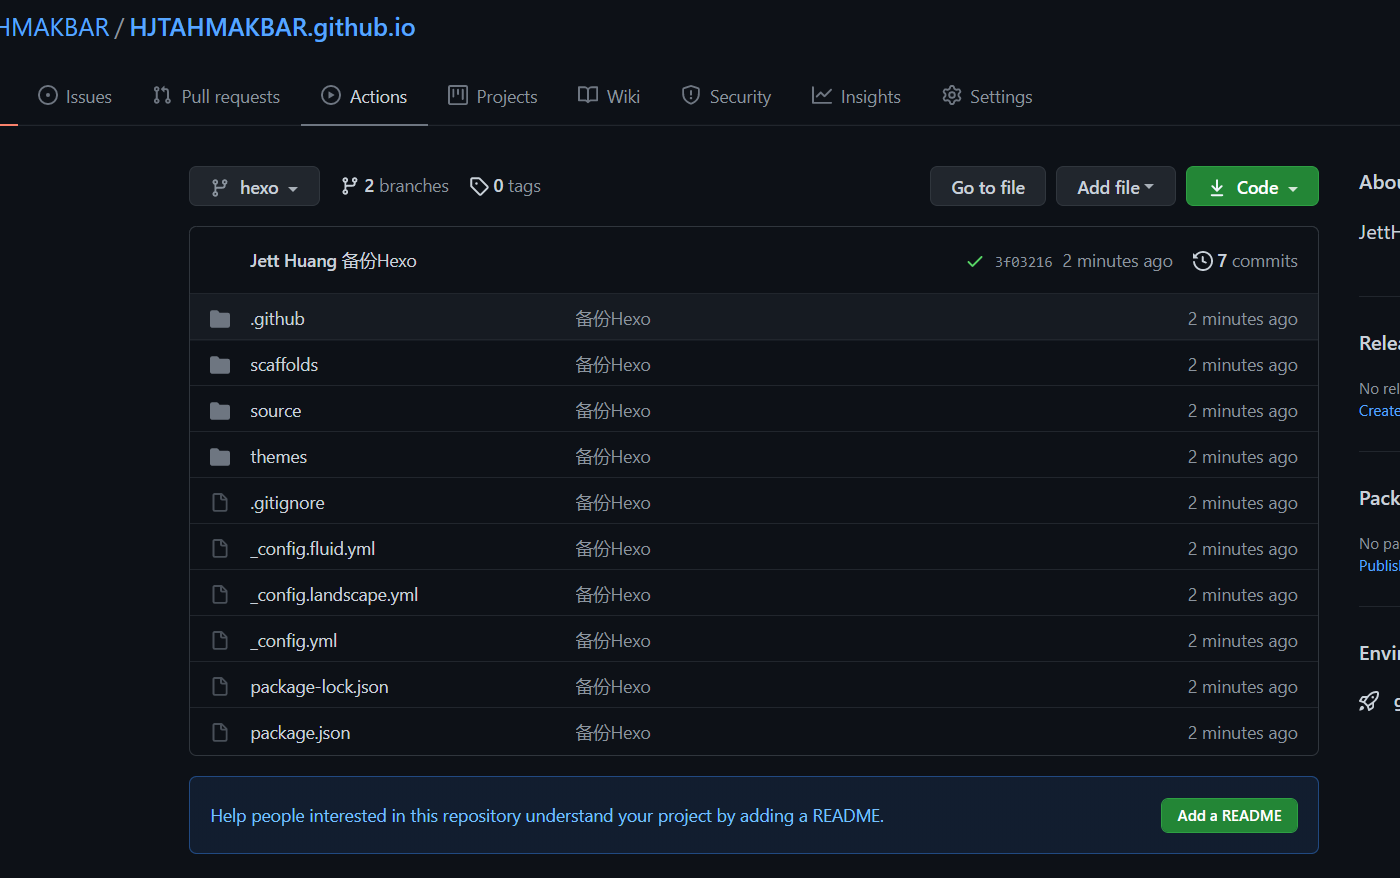 HMAKBAR / HJTAHMAKBAR.github.io
Issues Pull requests Actions Projects Wiki Security Insights Settings
hexo 2 branches 0 tags Go to file Add file Code
Jett Huang 备份Hexo 3f03216 2 minutes ago 7 commits
.github 备份Hexo 2 minutes ago
scaffolds 备份Hexo 2 minutes ago
source 备份Hexo 2 minutes ago
themes 备份Hexo 2 minutes ago
.gitignore 备份Hexo 2 minutes ago
_config.fluid.yml 备份Hexo 2 minutes ago
_config.landscape.yml 备份Hexo 2 minutes ago
_config.yml 备份Hexo 2 minutes ago
package-lock.json 备份Hexo 2 minutes ago
package.json 备份Hexo 2 minutes ago
Help people interested in this repository understand your project by adding a README. Add a README
Abou
JettH
Relea
No rel
Create
Pack
No pa
Publis
Envir
g